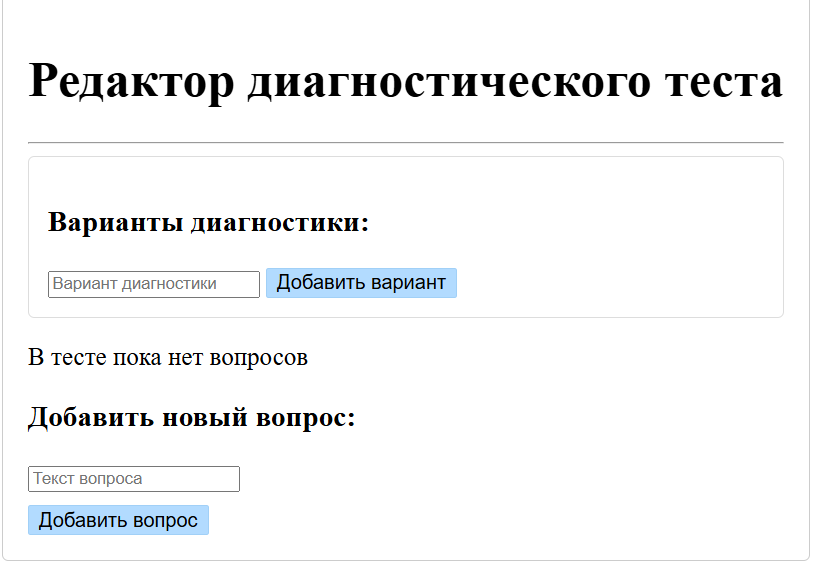 Редактор диагностического теста
Варианты диагностики:
Вариант диагностики Добавить вариант
В тесте пока нет вопросов
Добавить новый вопрос:
Текст вопроса
Добавить вопрос